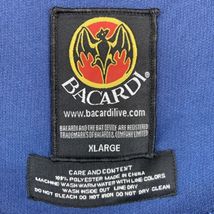 BACARDI
www.bacardilive.com
BACARDI AND THE BAT DEVICE ARE REGISTERED
TRADEMARKS OF BACARDI & COMPANY LIMITED
XLARGE
CARE AND CONTENT
100% POLYESTER MADE IN CHINA
MACHINE WASH WARM WATER WITH LIKE COLORS
WASH INSIDE OUT LINE DRY
DO NOT BLEACH DO NOT IRON DO NOT DRY CLEAN